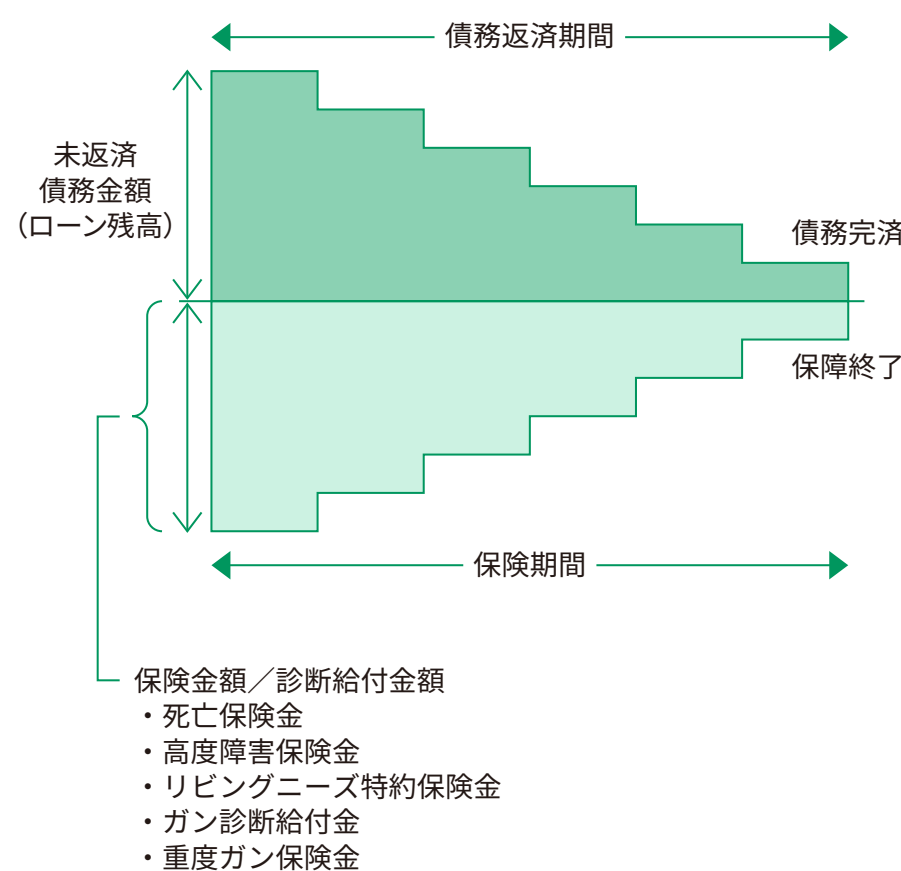 債務返済期間
未返済
債務金額
（ローン残高）
債務完済
保障終了
保険期間
保険金額／診断給付金額
・死亡保険金
・高度障害保険金
・リビングニーズ特約保険金
・ガン診断給付金
・重度ガン保険金